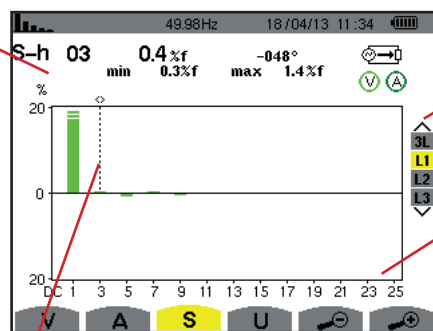 49.98Hz 18/04/13 11:34
S-h 03 0.4%f -048°
min 0.3%f max 1.4%f
V A
%
20
0
20
3L
L1
L2
L3
DC 1 3 5 7 9 11 13 15 17 19 21 23 25
V A S U